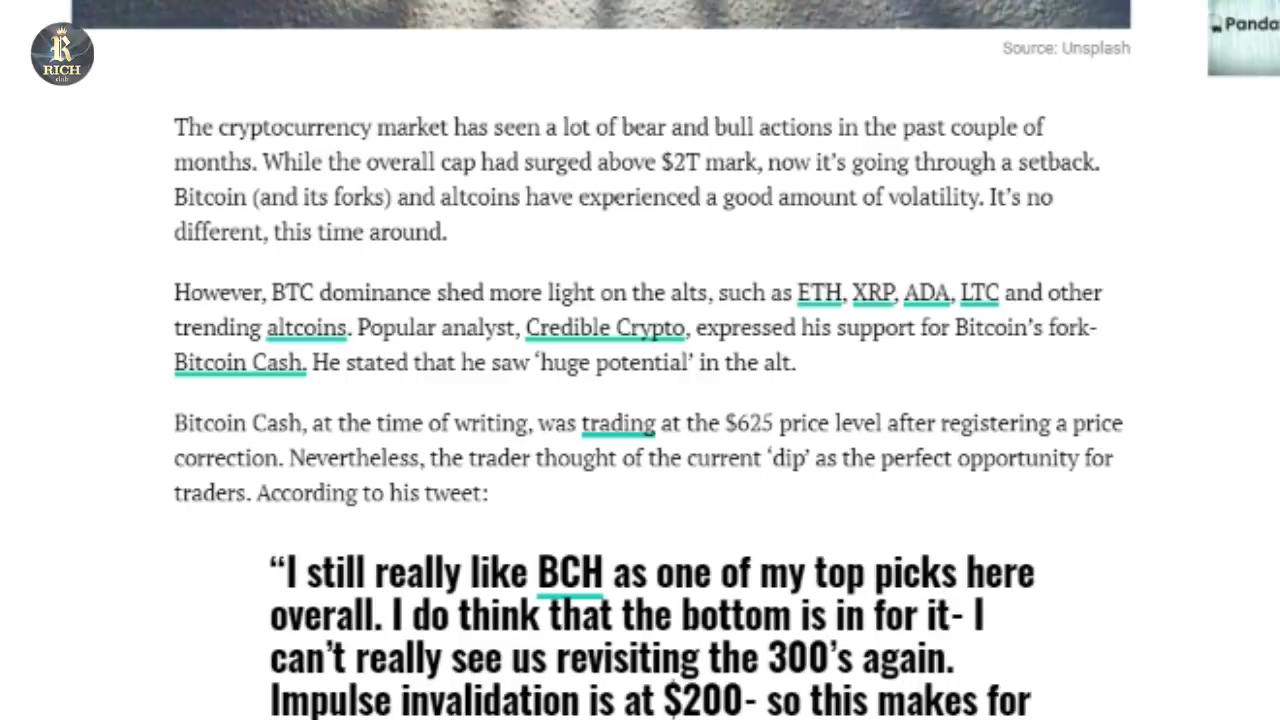 Panda
R
RICH
club
Source: Unsplash
The cryptocurrency market has seen a lot of bear and bull actions in the past couple of
months. While the overall cap had surged above $2T mark, now it’s going through a setback.
Bitcoin (and its forks) and altcoins have experienced a good amount of volatility. It’s no
different, this time around.
However, BTC dominance shed more light on the alts, such as ETH, XRP, ADA, LTC and other
trending altcoins. Popular analyst, Credible Crypto, expressed his support for Bitcoin’s fork-
Bitcoin Cash. He stated that he saw ‘huge potential’ in the alt.
Bitcoin Cash, at the time of writing, was trading at the $625 price level after registering a price
correction. Nevertheless, the trader thought of the current ‘dip’ as the perfect opportunity for
traders. According to his tweet:
“I still really like BCH as one of my top picks here
overall. I do think that the bottom is in for it- I
can’t really see us revisiting the 300’s again.
Impulse invalidation is at $200- so this makes for